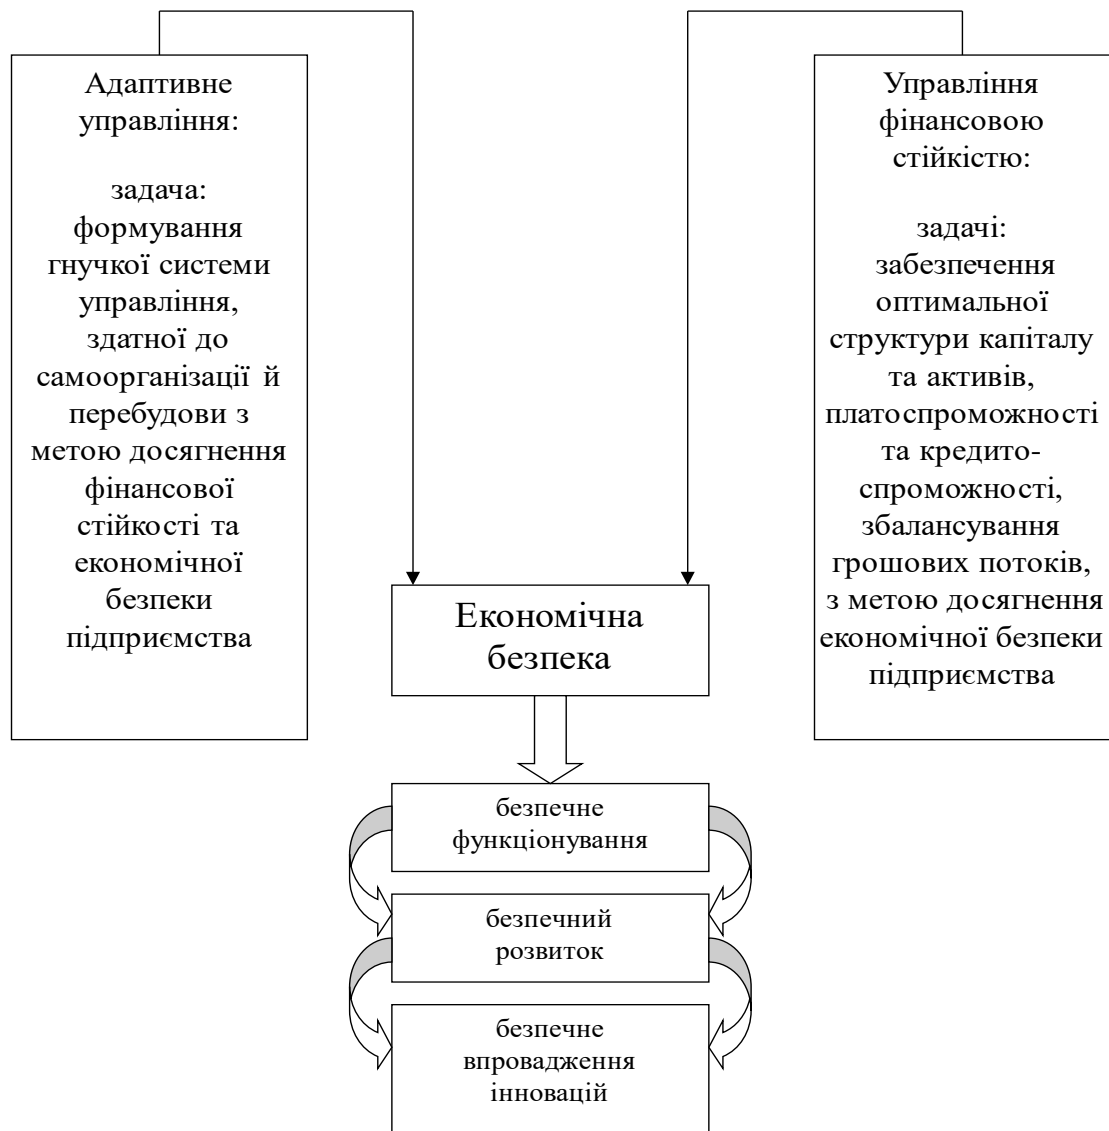 Адаптивне
управління:
задача:
формування
гнучкої системи
управління,
здатної до
самоорганізації й
перебудови з
метою досягнення
фінансової
стійкості та
економічної
безпеки
підприємства
Управління
фінансовою
стійкістю:
задачі:
забезпечення
оптимальної
структури капіталу
та активів,
платоспроможності
та кредито-
спроможності,
збалансування
грошових потоків,
з метою досягнення
економічної безпеки
підприємства
Економічна
безпека
безпечне
функціонування
безпечний
розвиток
безпечне
впровадження
інновацій